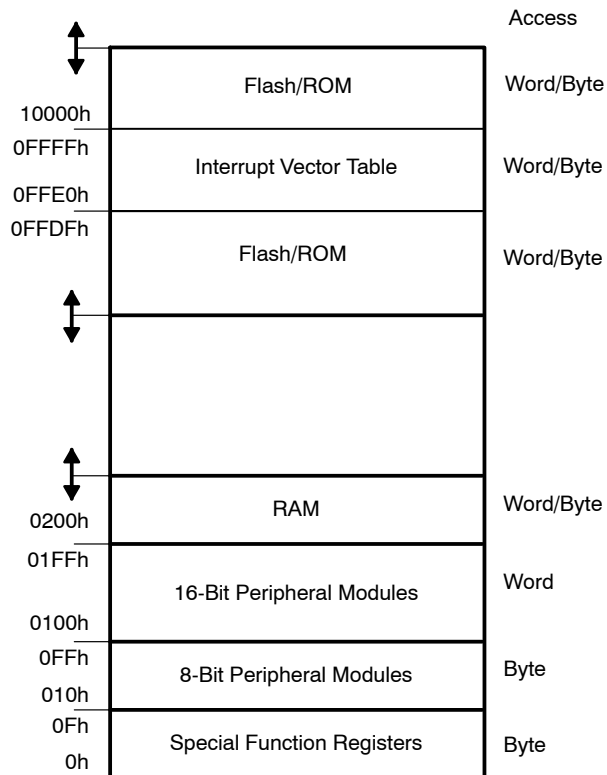 Access
Flash/ROM Word/Byte
10000h
0FFFFh
Interrupt Vector Table Word/Byte
0FFE0h
0FFDFh
Flash/ROM Word/Byte
RAM Word/Byte
0200h
01FFh
16-Bit Peripheral Modules Word
0100h
0FFh
8-Bit Peripheral Modules Byte
010h
0Fh
Special Function Registers Byte
0h